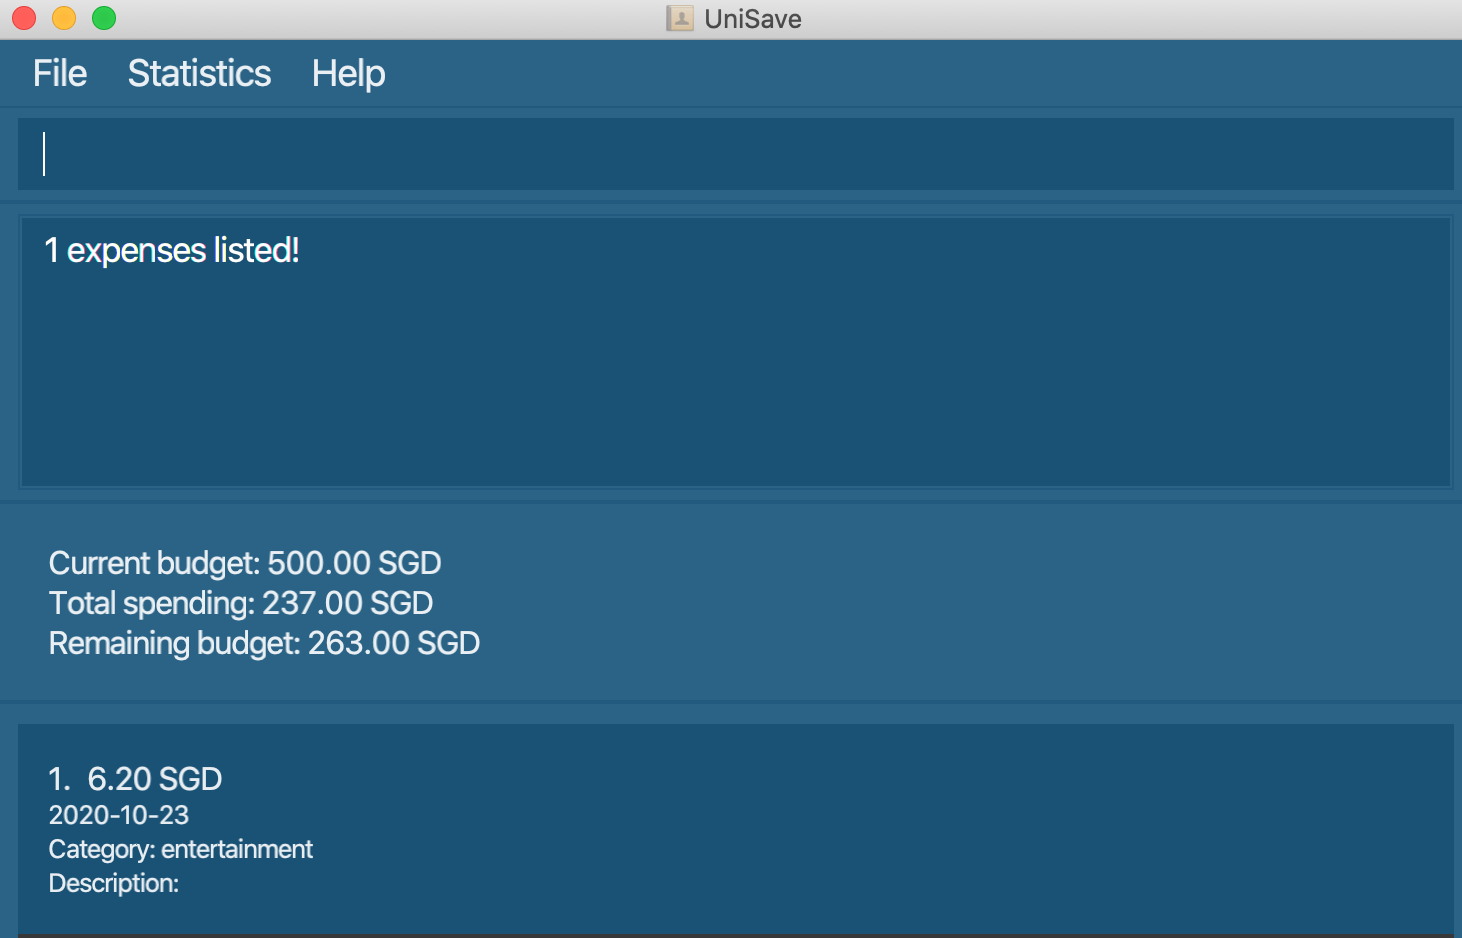 UniSave
File Statistics Help
1 expenses listed!
Current budget: 500.00 SGD
Total spending: 237.00 SGD
Remaining budget: 263.00 SGD
1. 6.20 SGD
2020-10-23
Category: entertainment
Description: